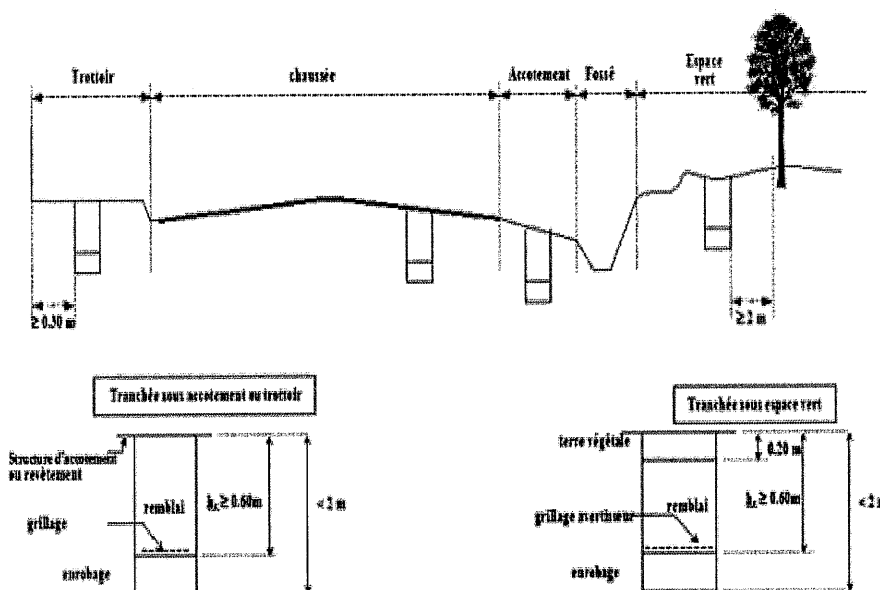 Trottoir
chaussée
Accotement
Fossé
Espace
vert
≥ 0.30 m
≥ 2 m
Tranchée sous accotement ou trottoir
Structure d'accotement
ou revêtement
remblai
grillage
enrobage
≥ 0.60m
< 2 m
Tranchée sous espace vert
terre végétale
0.20 m
remblai
grillage avertisseur
enrobage
≥ 0.60m
< 2 m